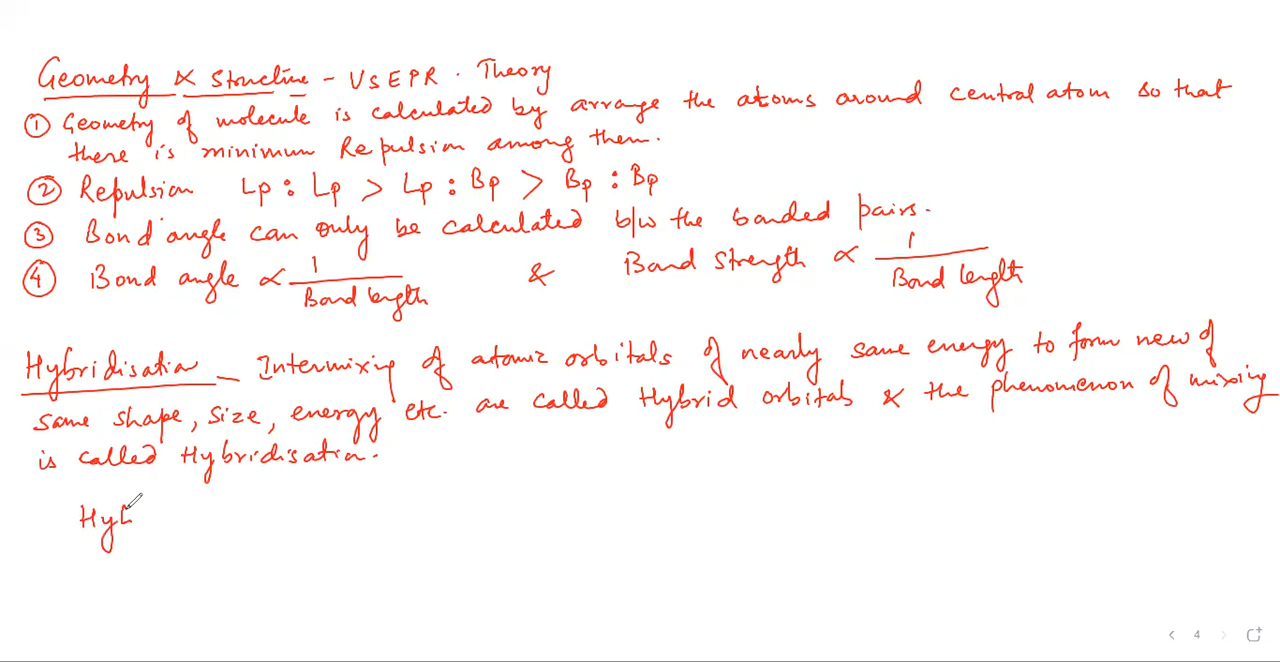 Geometry & Structure - VSEPR. Theory
① Geometry of molecule is calculated by arrange the atoms around central atom so that
there is minimum Repulsion among them.
② Repulsion Lp : Lp > Lp : Bp > Bp : Bp
③ Bond angle can only be calculated b/w the bonded pairs.
④ Bond angle ∝ 1/Bond length & Bond Strength ∝ 1/Bond length
Hybridisation - Intermixing of atomic orbitals of nearly same energy to form new of
same shape, size, energy etc. are called Hybrid orbitals & the phenomenon of mixing
is called Hybridisation.
Hyb
4